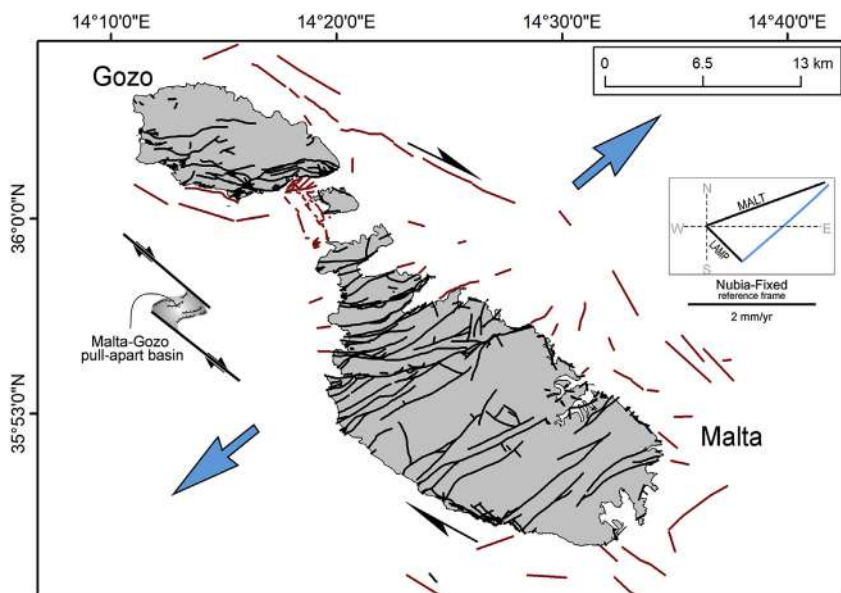 14°10'0"E
14°20'0"E
14°30'0"E
14°40'0"E
Gozo
0
6.5
13 km
36°0'0"N
N
MALT
W
E
LAMP
S
Nubia-Fixed
reference frame
2 mm/yr
Malta-Gozo
pull-apart basin
35°53'0"N
Malta